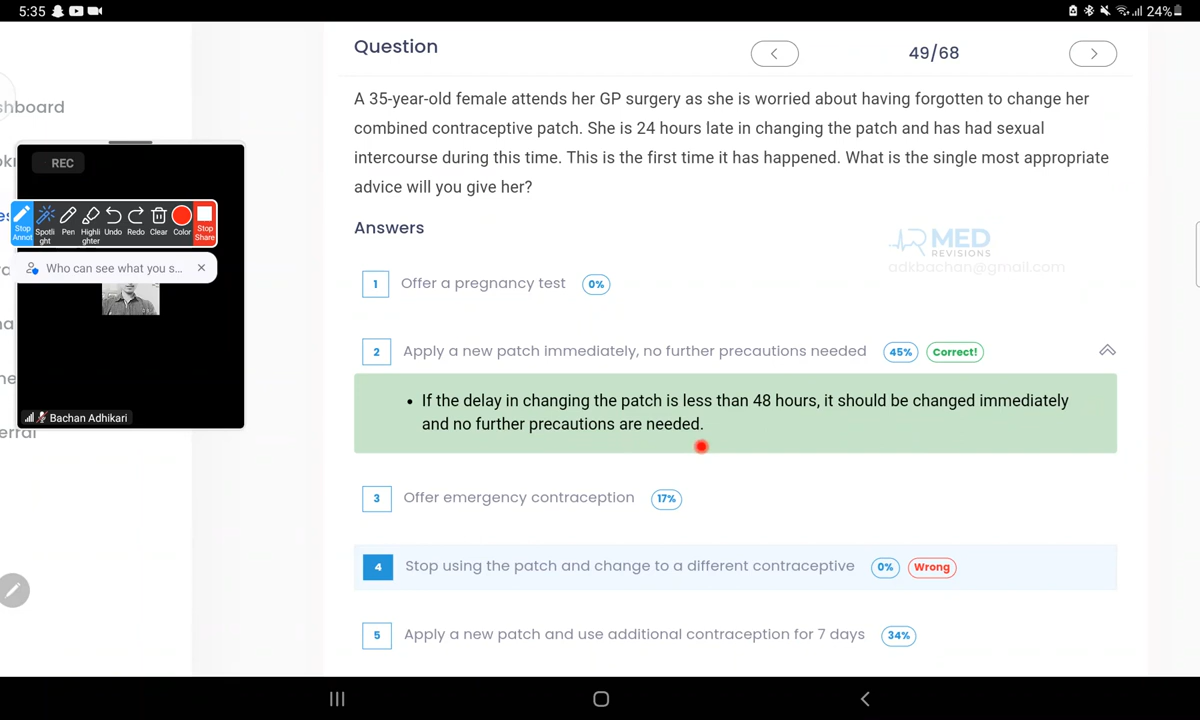 5:35
24%
Question
49/68
A 35-year-old female attends her GP surgery as she is worried about having forgotten to change her
combined contraceptive patch. She is 24 hours late in changing the patch and has had sexual
intercourse during this time. This is the first time it has happened. What is the single most appropriate
advice will you give her?
Answers
MED
REVISIONS
adkbachan@gmail.com
1 Offer a pregnancy test 0%
2 Apply a new patch immediately, no further precautions needed 45% Correct!
• If the delay in changing the patch is less than 48 hours, it should be changed immediately
and no further precautions are needed.
3 Offer emergency contraception 17%
4 Stop using the patch and change to a different contraceptive 0% Wrong
5 Apply a new patch and use additional contraception for 7 days 34%
shboard
REC
Stop Annot
Spotli ght
Pen
Highli ghter
Undo
Redo
Clear
Color
Stop Share
Who can see what you s...
Bachan Adhikari